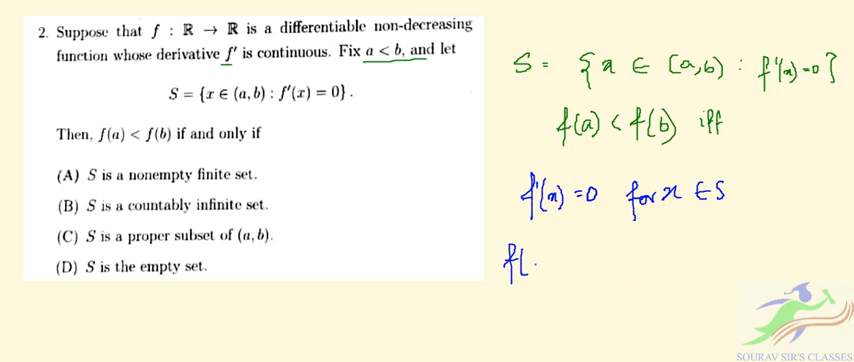 2. Suppose that f : ℝ → ℝ is a differentiable non-decreasing
function whose derivative f′ is continuous. Fix a < b, and let
S = {x ∈ (a, b) : f′(x) = 0}.
Then, f(a) < f(b) if and only if
(A) S is a nonempty finite set.
(B) S is a countably infinite set.
(C) S is a proper subset of (a, b).
(D) S is the empty set.
S = {x ∈ (a,b) : f'(x) = 0}
f(a) < f(b) iff
f'(x) = 0 for x ∈ S
f(
SOURAV SIR'S CLASSES